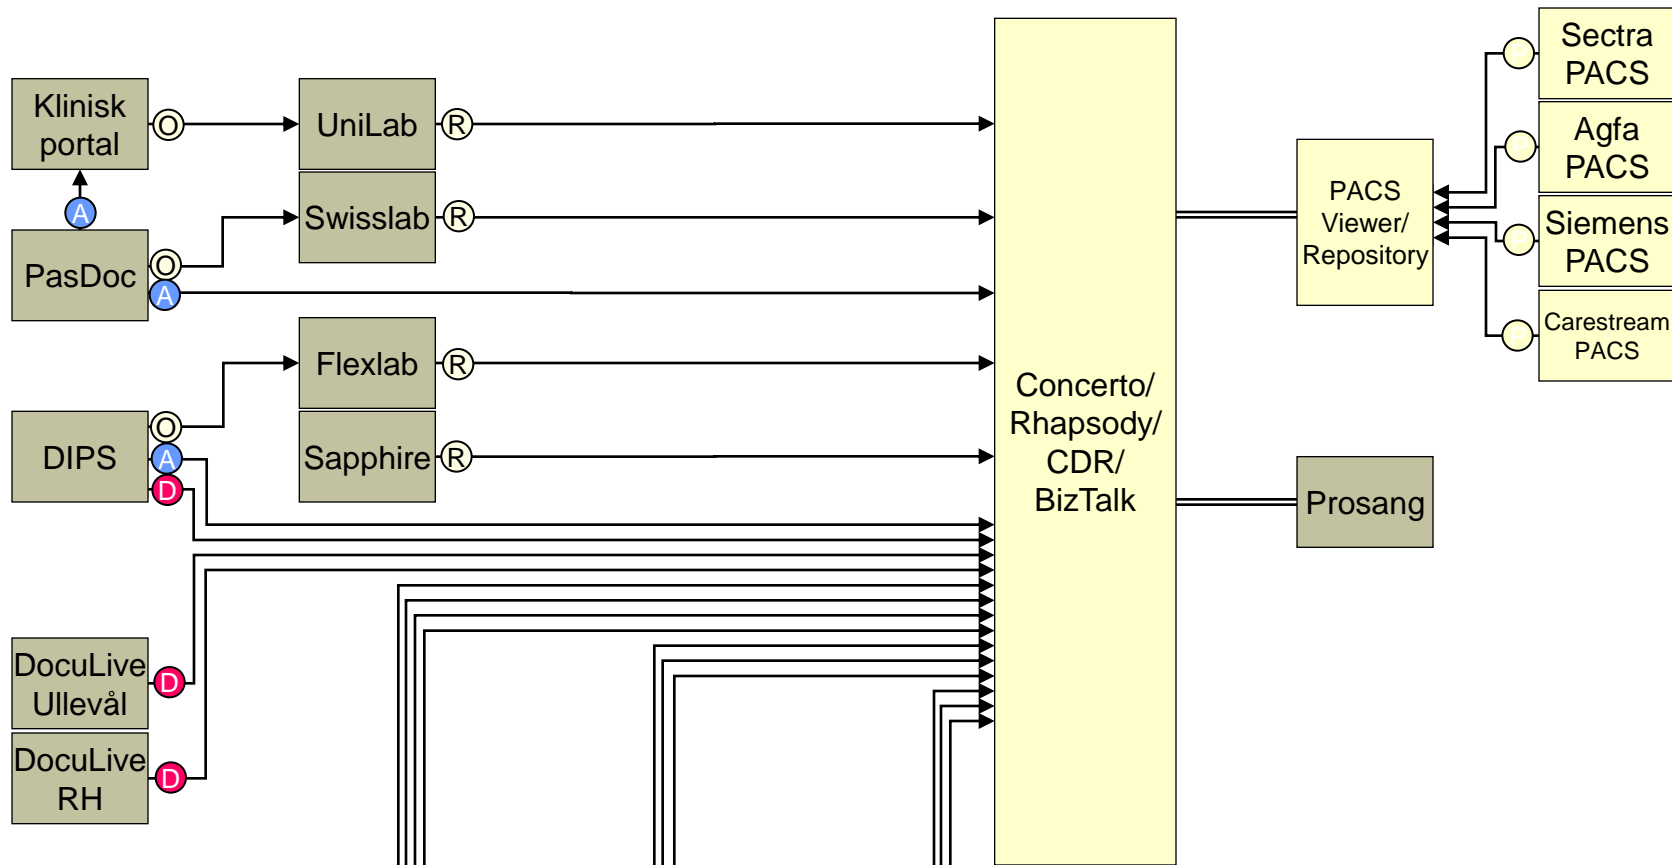 Klinisk
portal
O
A
PasDoc
O
A
DIPS
O
A
D
DocuLive
Ullevål
D
DocuLive
RH
D
UniLab
R
Swisslab
R
Flexlab
R
Sapphire
R
Concerto/
Rhapsody/
CDR/
BizTalk
PACS
Viewer/
Repository
Prosang
P
Sectra
PACS
P
Agfa
PACS
P
Siemens
PACS
P
Carestream
PACS